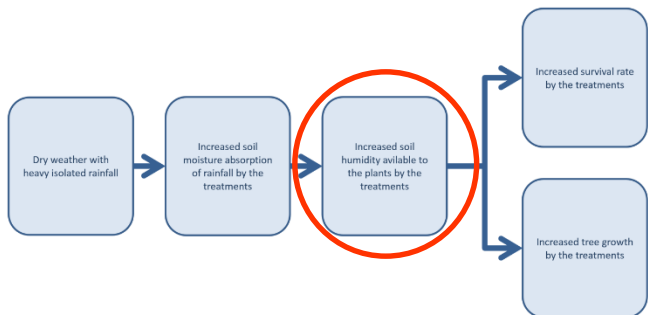 Dry weather with
heavy isolated rainfall
Increased soil
moisture absorption
of rainfall by the
treatments
Increased soil
humidity avilable to
the plants by the
treatments
Increased survival rate
by the treatments
Increased tree growth
by the treatments